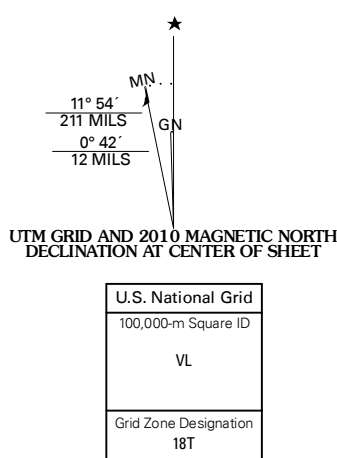 ★
MN
11° 54´
211 MILS
GN
0° 42´
12 MILS
UTM GRID AND 2010 MAGNETIC NORTH
DECLINATION AT CENTER OF SHEET
U.S. National Grid
100,000-m Square ID
VL
Grid Zone Designation
18T